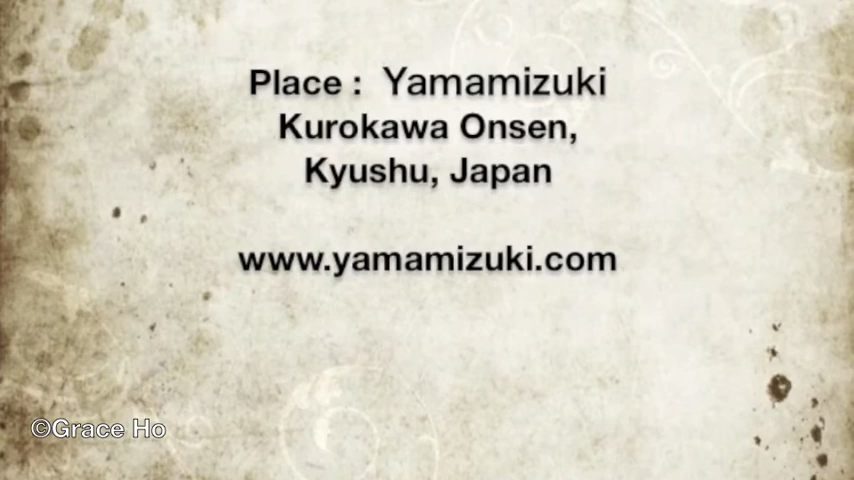 Place :  Yamamizuki
Kurokawa Onsen,
Kyushu, Japan
www.yamamizuki.com
©Grace Ho